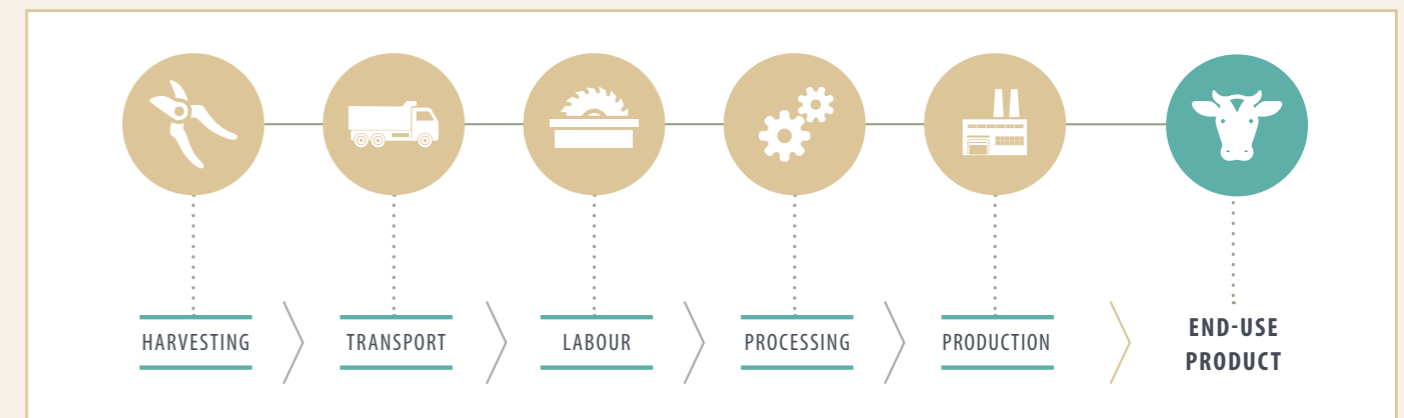 HARVESTING
TRANSPORT
LABOUR
PROCESSING
PRODUCTION
END-USE
PRODUCT